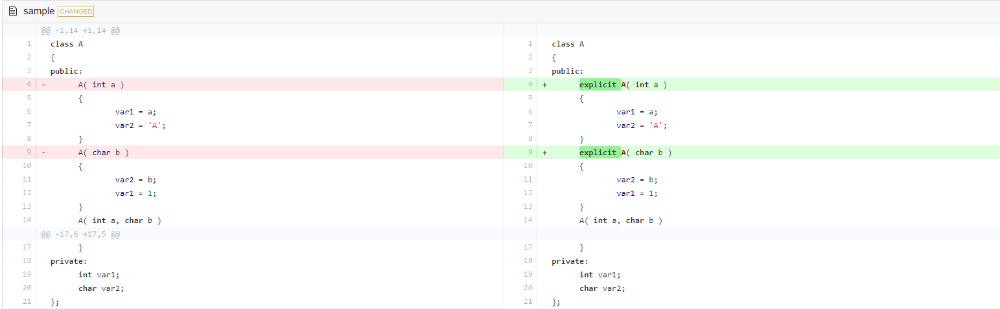 sample CHANGED
@@ -1,14 +1,14 @@
1 class A
2 {
3 public:
4 - A( int a )
5 {
6 var1 = a;
7 var2 = 'A';
8 }
9 - A( char b )
10 {
11 var2 = b;
12 var1 = 1;
13 }
14 A( int a, char b )
@@ -17,6 +17,5 @@
17 }
18 private:
19 int var1;
20 char var2;
21 };
1 class A
2 {
3 public:
4 + explicit A( int a )
5 {
6 var1 = a;
7 var2 = 'A';
8 }
9 + explicit A( char b )
10 {
11 var2 = b;
12 var1 = 1;
13 }
14 A( int a, char b )
17 }
18 private:
19 int var1;
20 char var2;
21 };